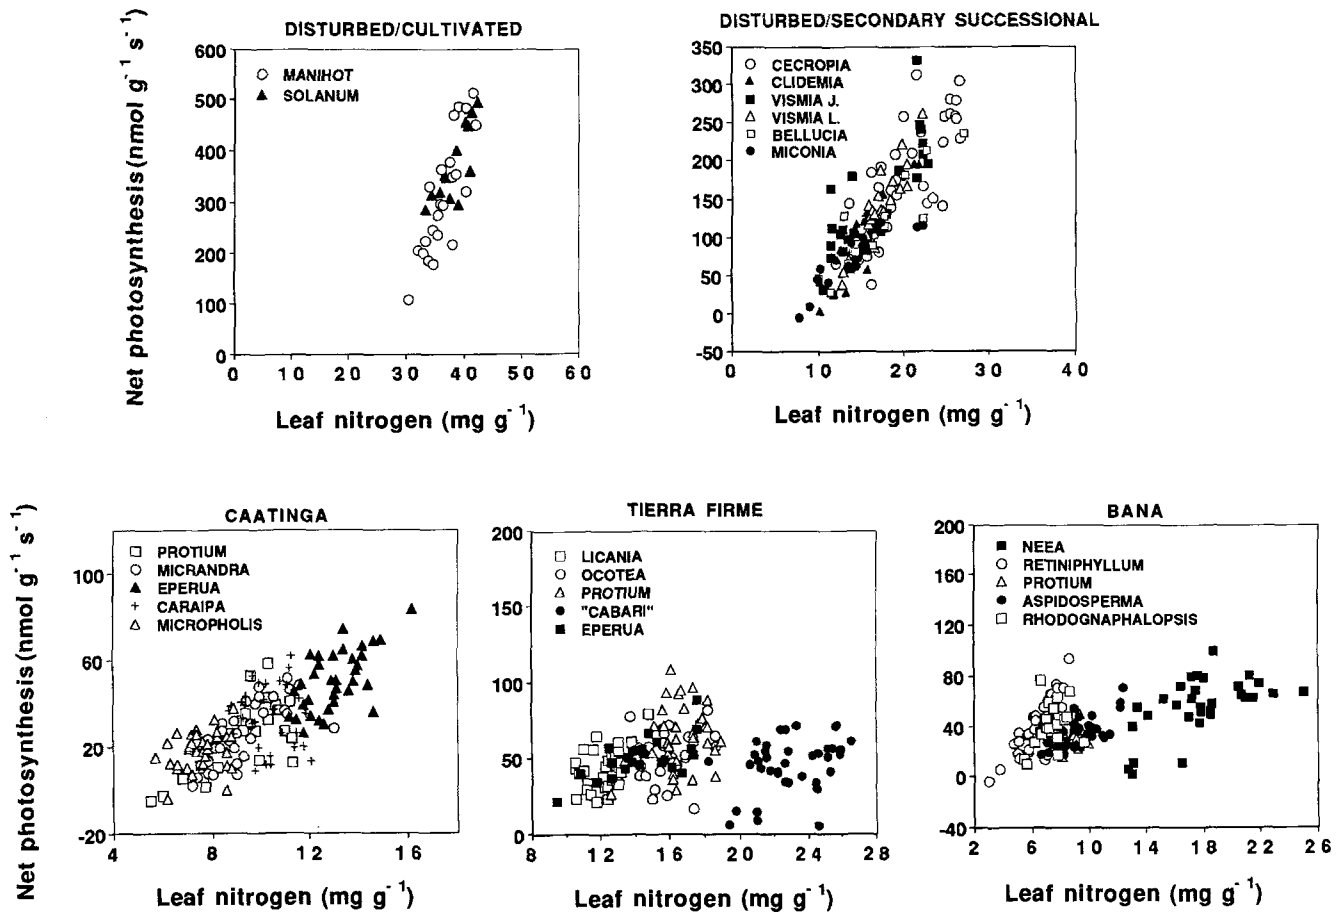 DISTURBED/CULTIVATED
Net photosynthesis (nmol g⁻¹ s⁻¹)
600
500
400
300
200
100
0
MANIHOT
SOLANUM
0 10 20 30 40 50 60
Leaf nitrogen (mg g⁻¹)
DISTURBED/SECONDARY SUCCESSIONAL
350
300
250
200
150
100
50
0
-50
CECROPIA
CLIDEMIA
VISMIA J.
VISMIA L.
BELLUCIA
MICONIA
0 10 20 30 40
Leaf nitrogen (mg g⁻¹)
Net photosynthesis (nmol g⁻¹ s⁻¹)
CAATINGA
100
60
20
-20
PROTIUM
MICRANDRA
EPERUA
CARAIPA
MICROPHOLIS
4 8 12 16
Leaf nitrogen (mg g⁻¹)
TIERRA FIRME
200
150
100
50
0
LICANIA
OCOTEA
PROTIUM
"CABARI"
EPERUA
8 12 16 20 24 28
Leaf nitrogen (mg g⁻¹)
BANA
200
160
120
80
40
0
-40
NEEA
RETINIPHYLLUM
PROTIUM
ASPIDOSPERMA
RHODOGNAPHALOPSIS
2 6 10 14 18 22 26
Leaf nitrogen (mg g⁻¹)